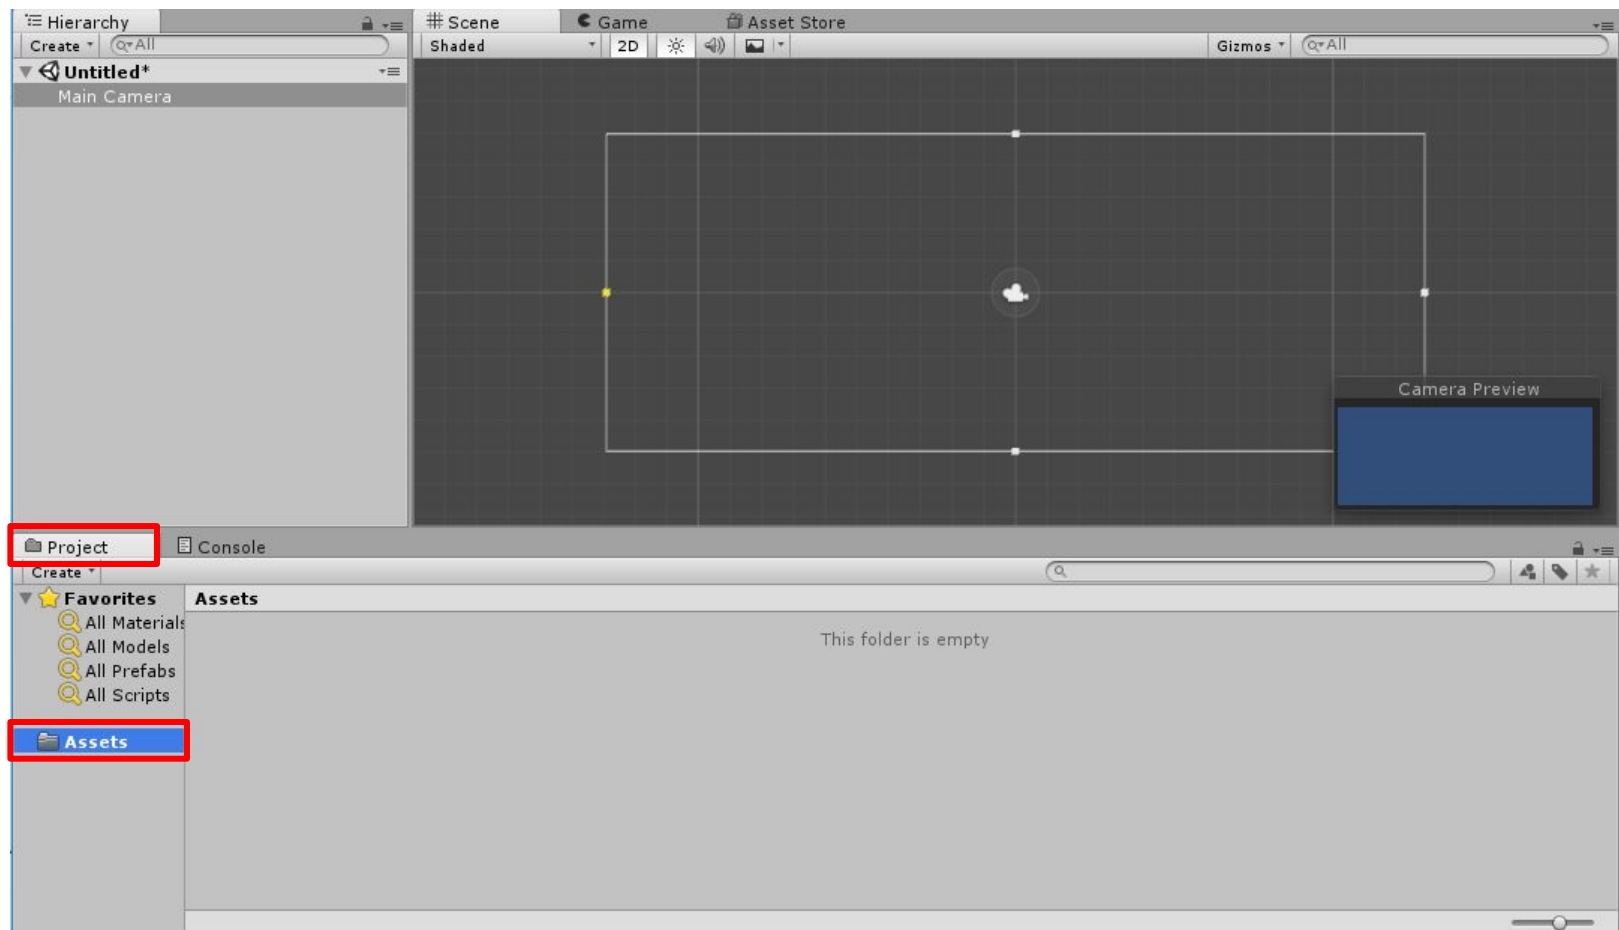 Hierarchy
Create
All
Untitled*
Main Camera
Scene
Game
Asset Store
Shaded
2D
Gizmos
All
Camera Preview
Project
Console
Create
Favorites
All Materials
All Models
All Prefabs
All Scripts
Assets
Assets
This folder is empty